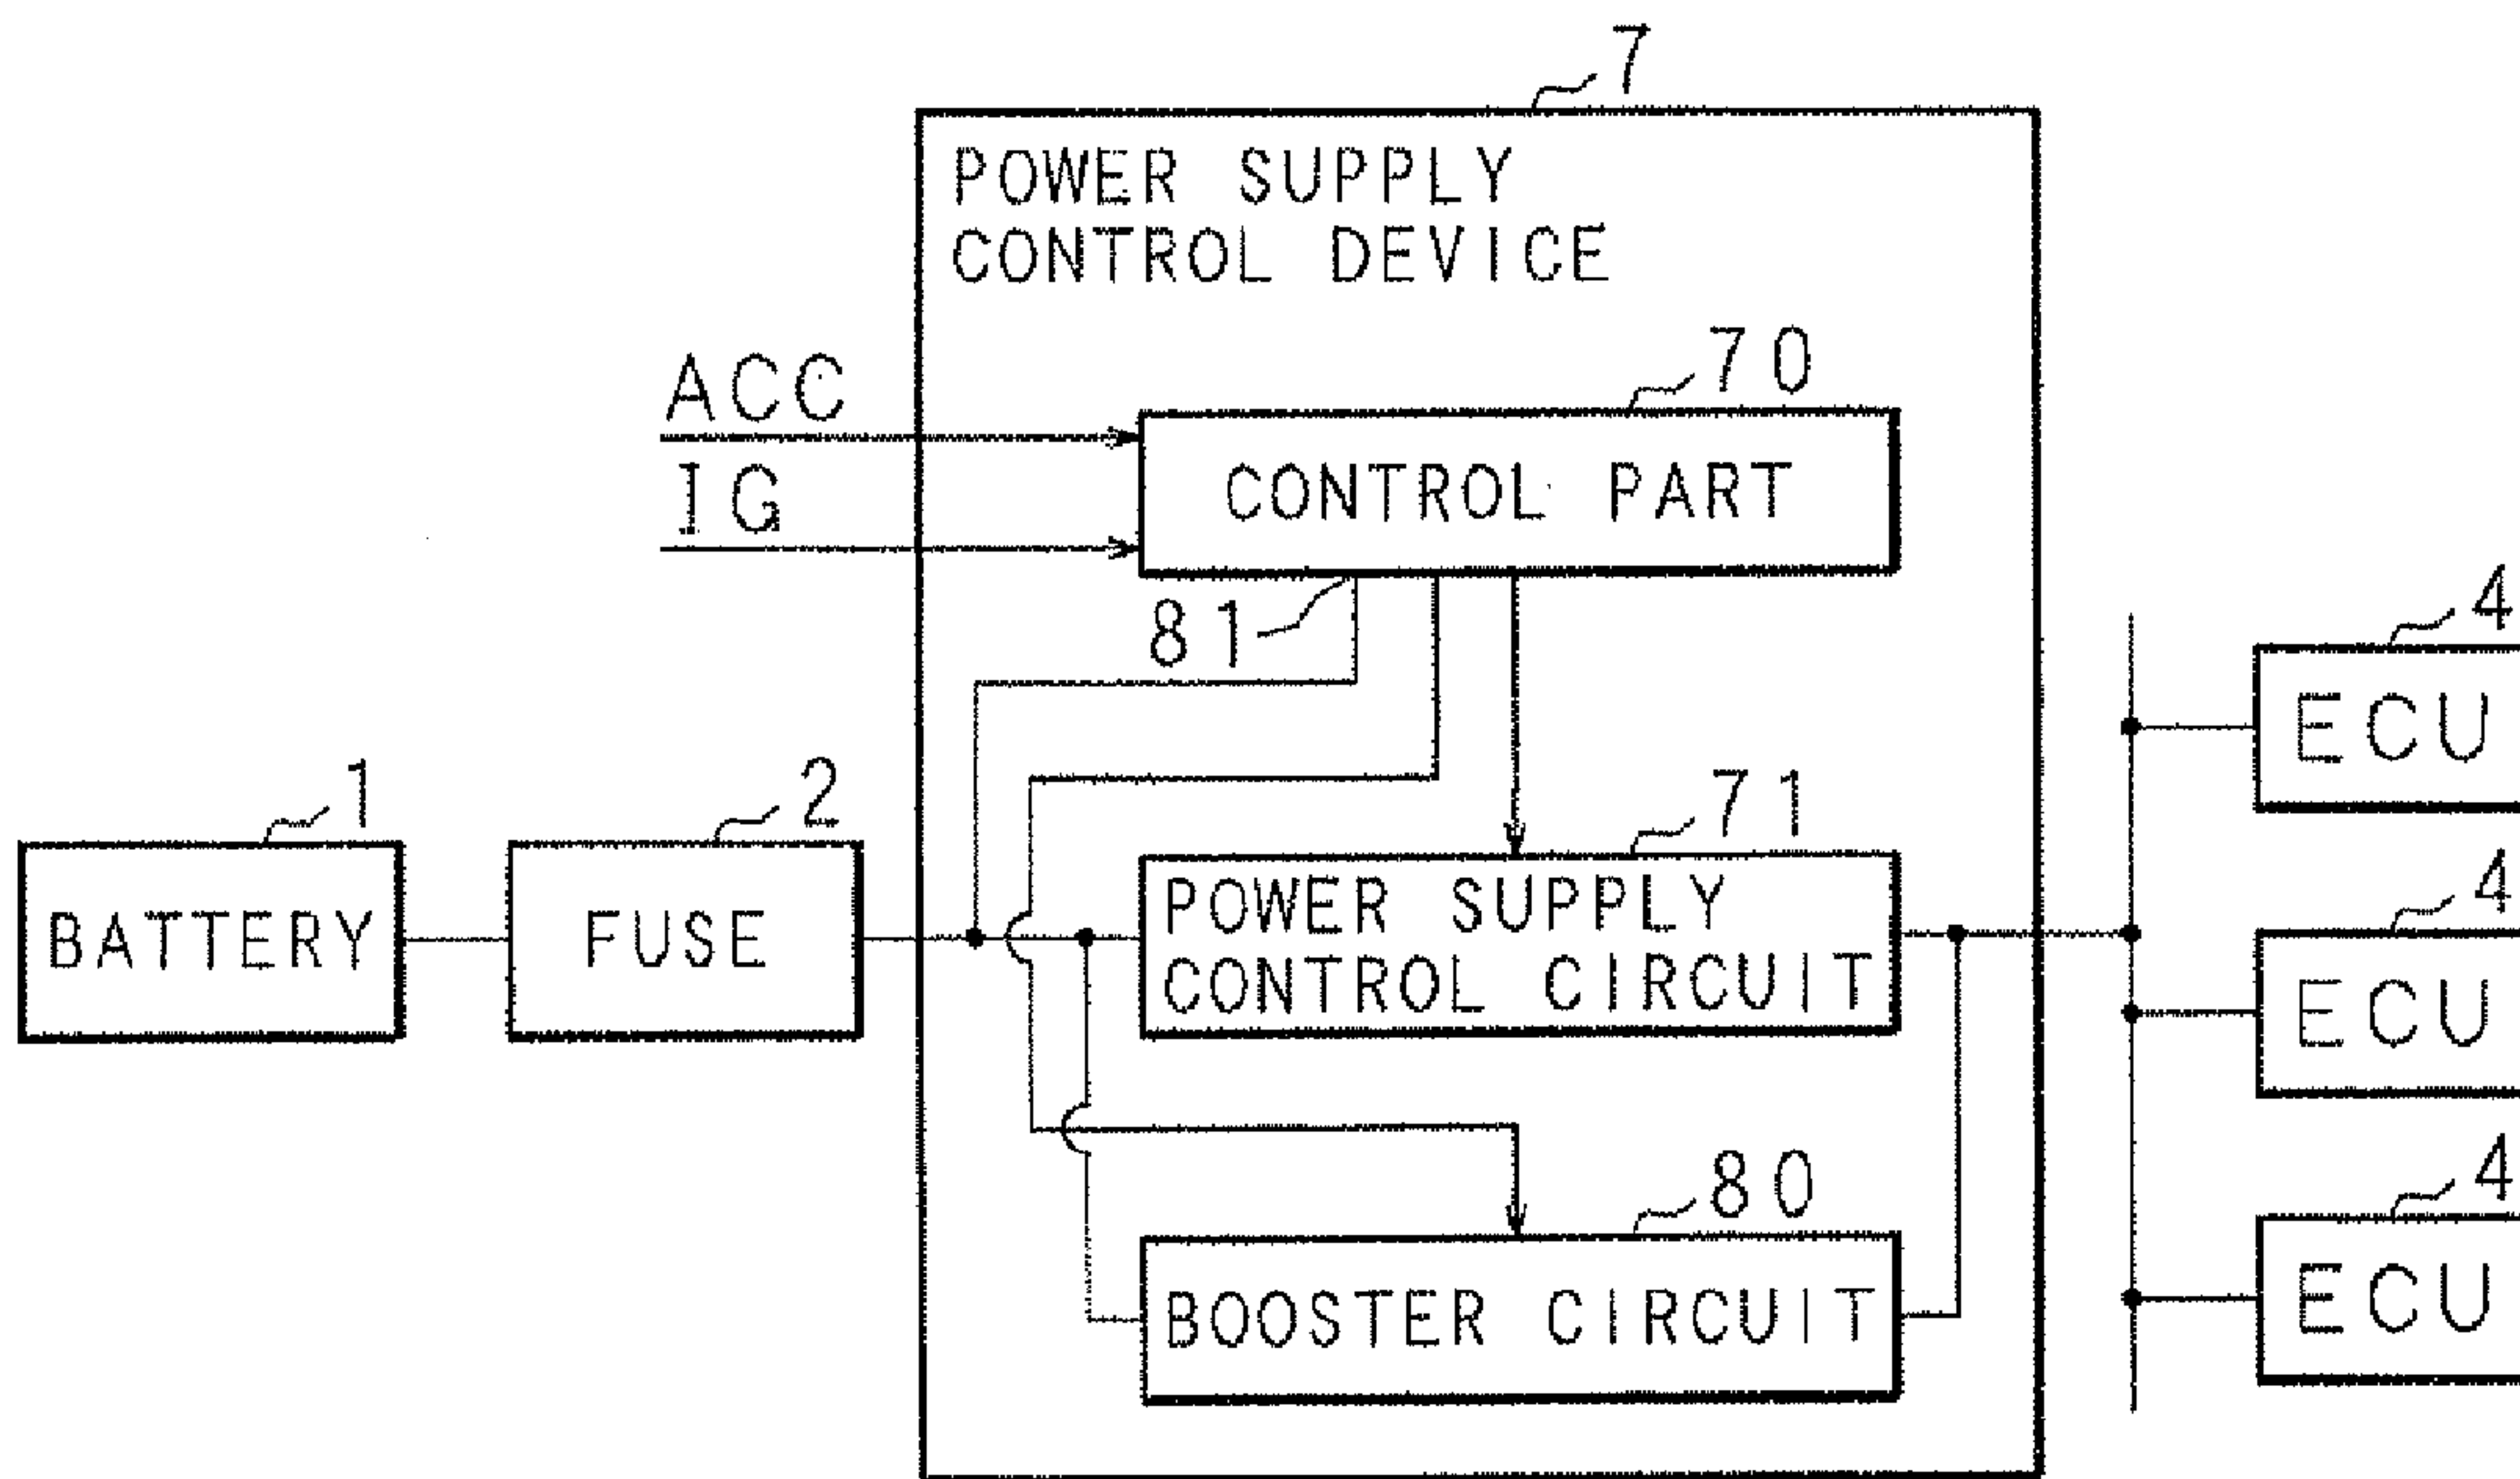 7
POWER SUPPLY
CONTROL DEVICE
70
ACC
IG
CONTROL PART
81
4
ECU
1
2
71
BATTERY
FUSE
POWER SUPPLY
CONTROL CIRCUIT
4
ECU
80
BOOSTER CIRCUIT
4
ECU